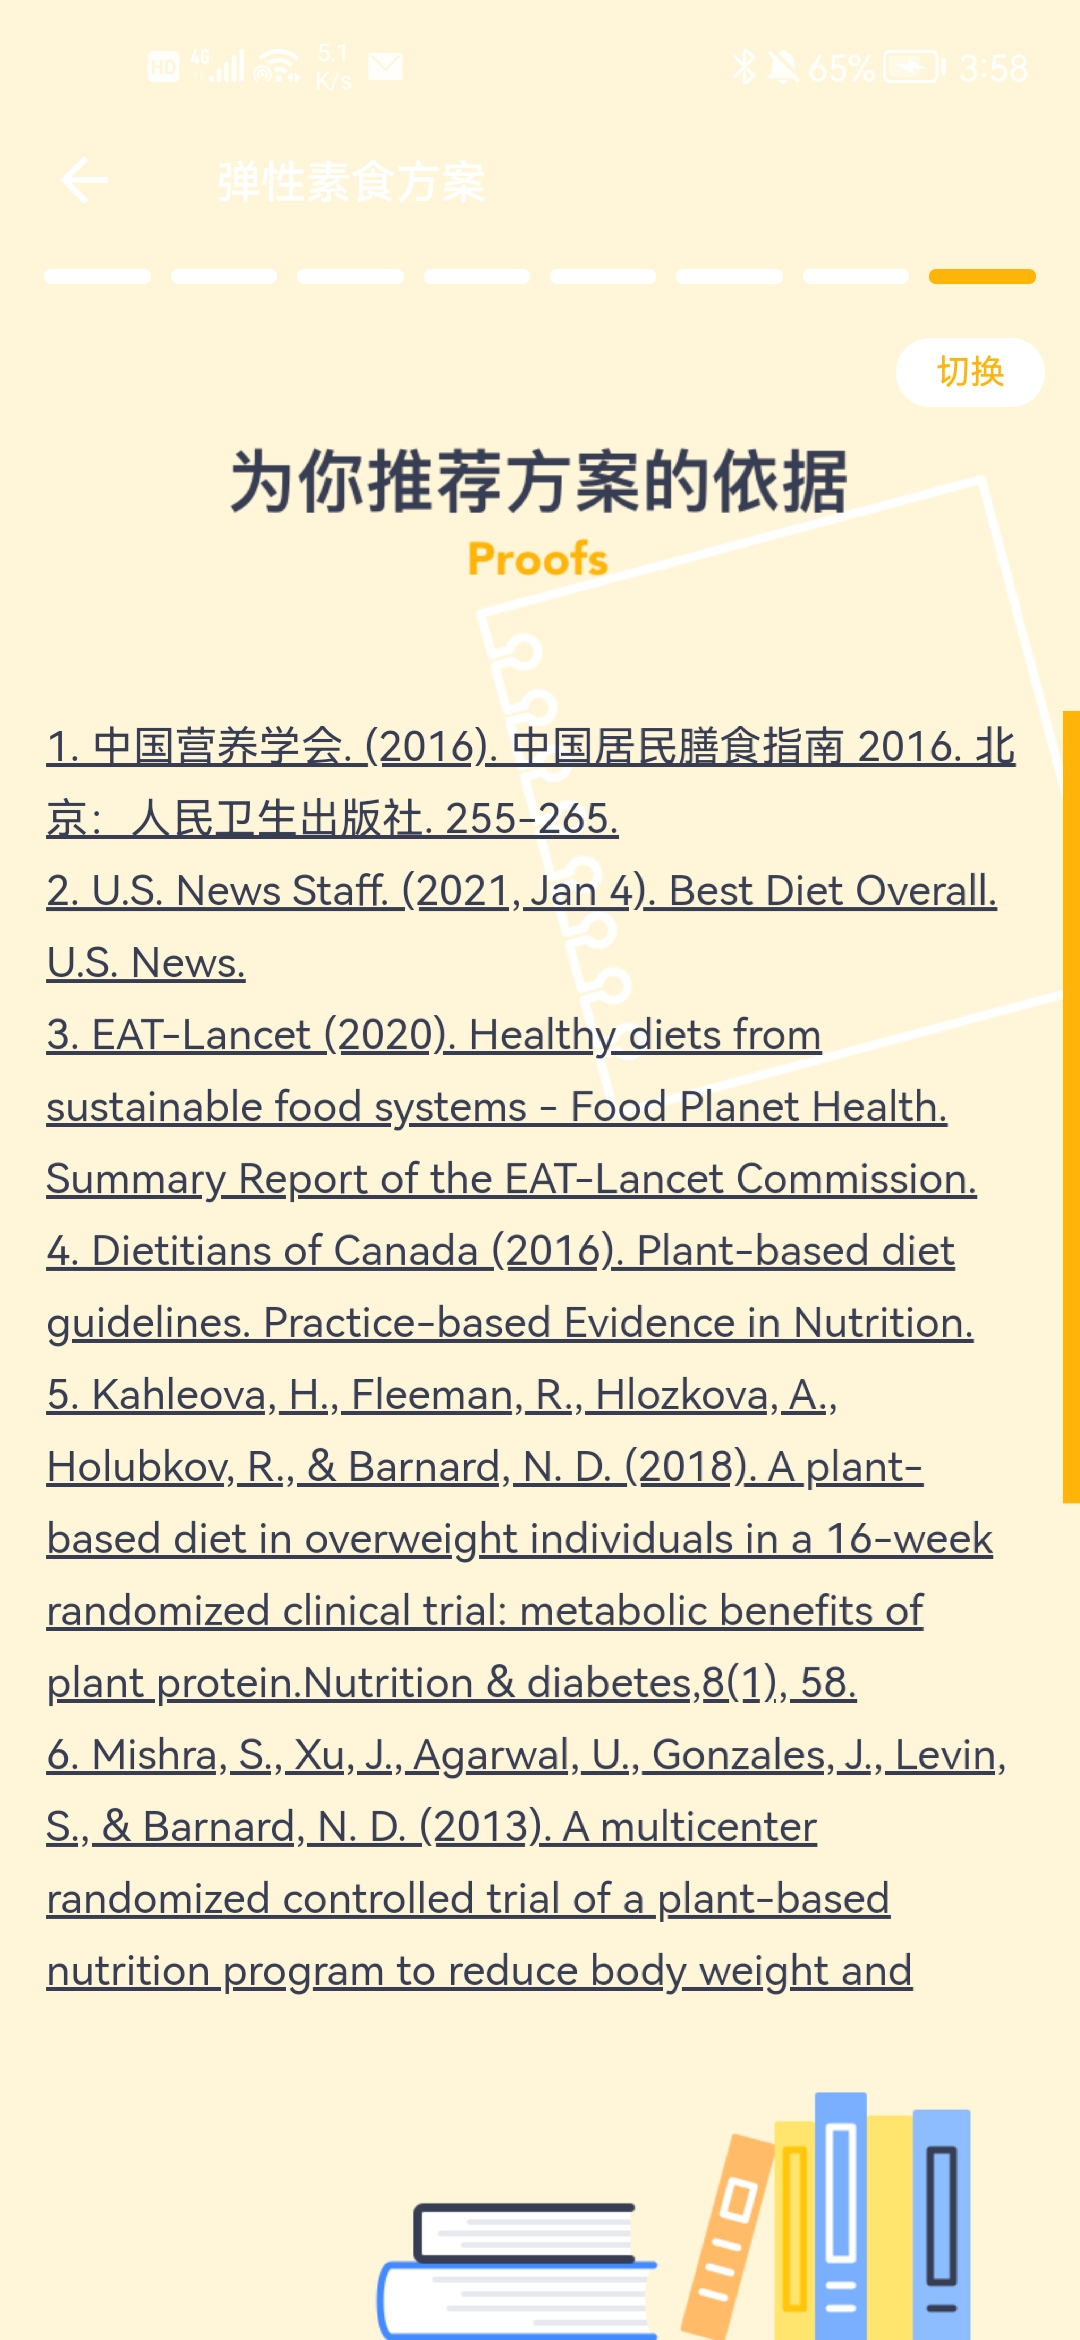 HD 4G 5.1 K/s 65% 3:58
弹性素食方案
切换
为你推荐方案的依据
Proofs
1. 中国营养学会. (2016). 中国居民膳食指南 2016. 北
京： 人民卫生出版社. 255-265.
2. U.S. News Staff. (2021, Jan 4). Best Diet Overall.
U.S. News.
3. EAT-Lancet (2020). Healthy diets from
sustainable food systems - Food Planet Health.
Summary Report of the EAT-Lancet Commission.
4. Dietitians of Canada (2016). Plant-based diet
guidelines. Practice-based Evidence in Nutrition.
5. Kahleova, H., Fleeman, R., Hlozkova, A.,
Holubkov, R., & Barnard, N. D. (2018). A plant-
based diet in overweight individuals in a 16-week
randomized clinical trial: metabolic benefits of
plant protein.Nutrition & diabetes,8(1), 58.
6. Mishra, S., Xu, J., Agarwal, U., Gonzales, J., Levin,
S., & Barnard, N. D. (2013). A multicenter
randomized controlled trial of a plant-based
nutrition program to reduce body weight and